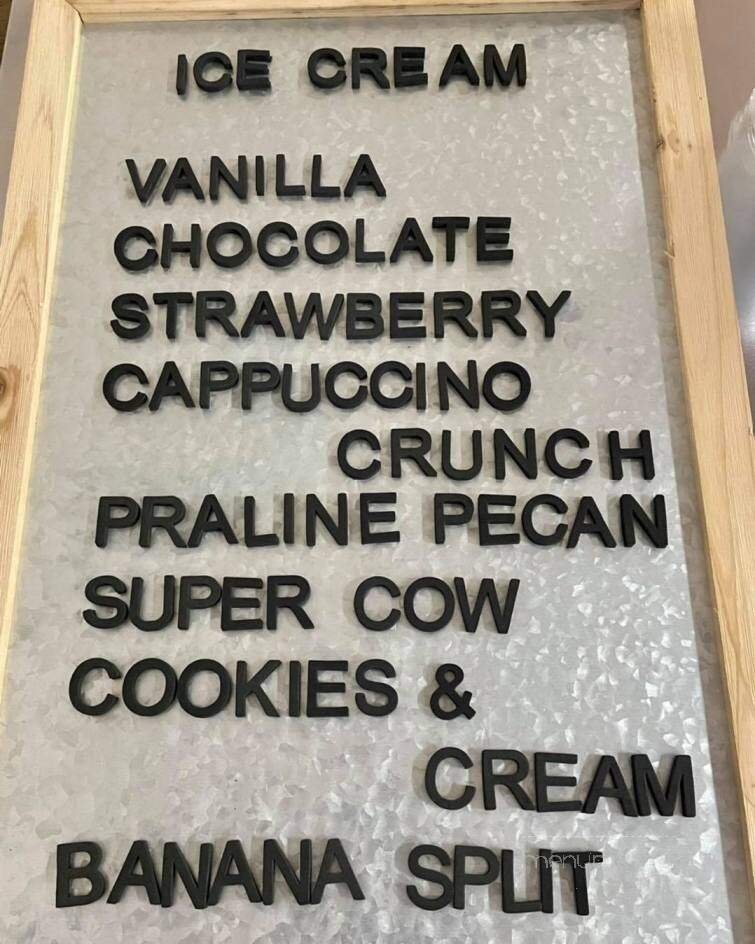 ICE CREAM
VANILLA
CHOCOLATE
STRAWBERRY
CAPPUCCINO
CRUNCH
PRALINE PECAN
SUPER COW
COOKIES &
CREAM
BANANA SPLIT